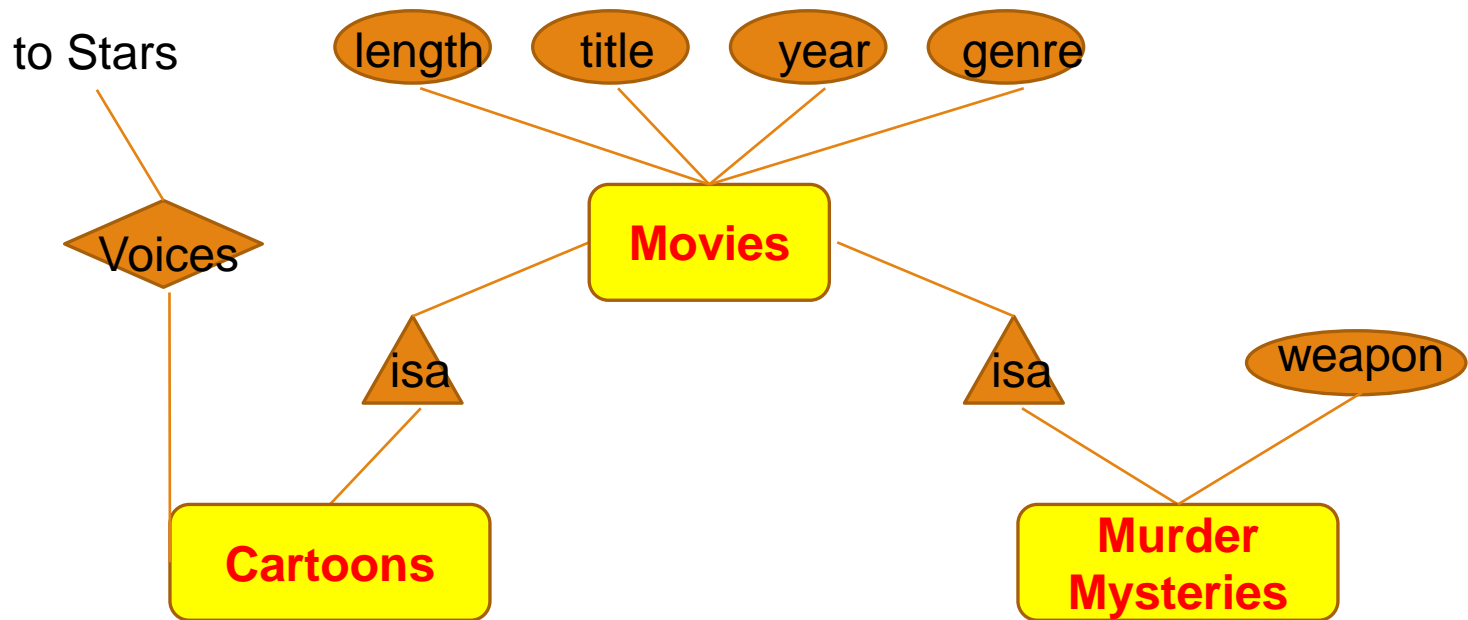 to Stars
length
title
year
genre
Voices
Movies
isa
isa
weapon
Cartoons
Murder
Mysteries